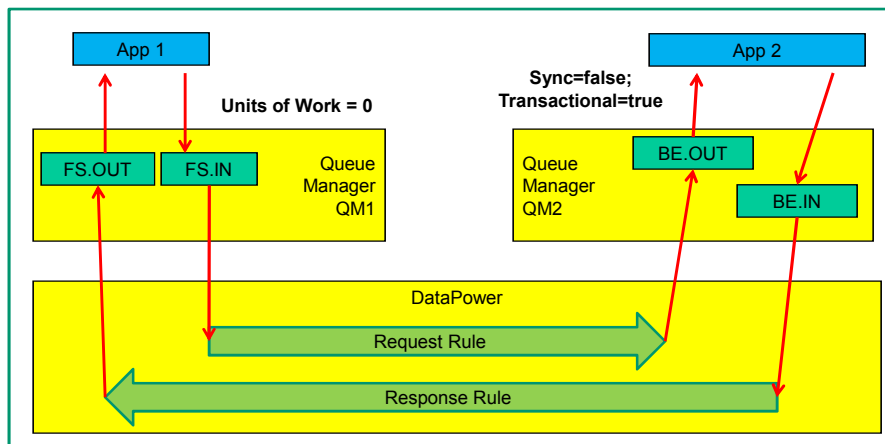 App 1
App 2
Sync=false;
Transactional=true
Units of Work = 0
FS.OUT
FS.IN
Queue
Manager
QM1
Queue
Manager
QM2
BE.OUT
BE.IN
DataPower
Request Rule
Response Rule